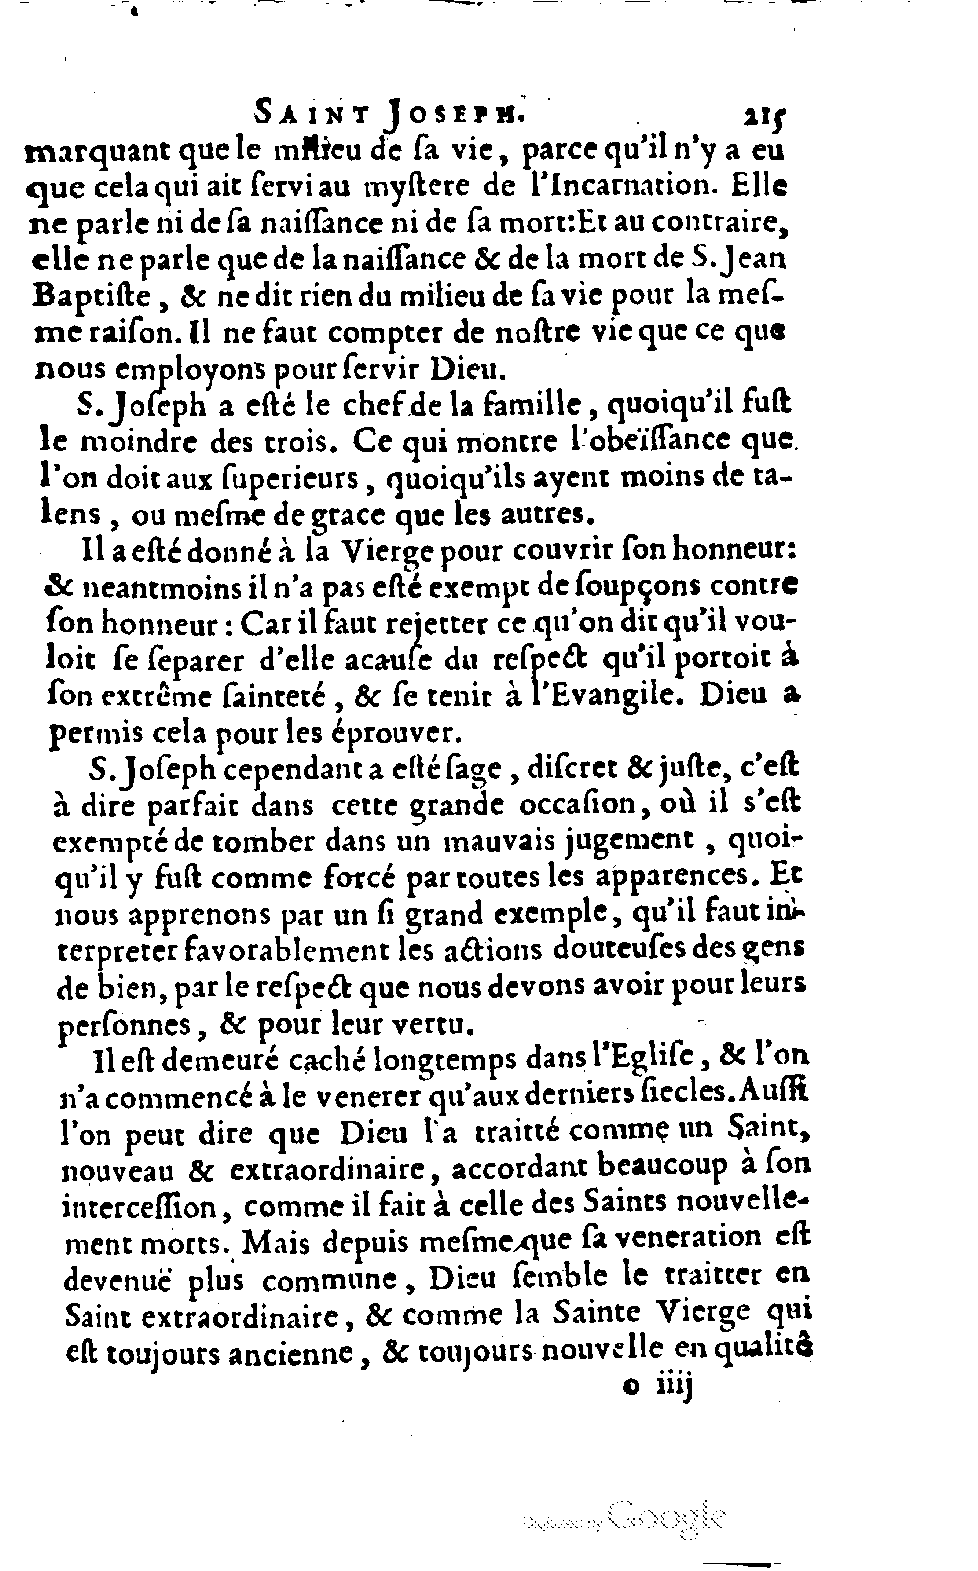 SAINT JOSEPH. 215
marquant que le milieu de ſa vie, parce qu'il n'y a eu
que cela qui ait ſervi au myſtere de l'Incarnation. Elle
ne parle ni de ſa naiſſance ni de ſa mort: Et au contraire,
elle ne parle que de la naiſſance & de la mort de S. Jean
Baptiſte, & ne dit rien du milieu de ſa vie pour la meſ-
me raiſon. Il ne faut compter de noſtre vie que ce que
nous employons pour ſervir Dieu.
S. Joſeph a eſté le chef de la famille, quoiqu'il fuſt
le moindre des trois. Ce qui montre l'obeïſſance que
l'on doit aux ſuperieurs, quoiqu'ils ayent moins de ta-
lens, ou meſme de grace que les autres.
Il a eſté donné à la Vierge pour couvrir ſon honneur:
& neantmoins il n'a pas eſté exempt de ſoupçons contre
ſon honneur : Car il faut rejetter ce qu'on dit qu'il vou-
loit ſe ſeparer d'elle acauſe du reſpect qu'il portoit à
ſon extrême ſainteté, & ſe tenir à l'Evangile. Dieu a
permis cela pour les éprouver.
S. Joſeph cependant a eſté ſage, diſcret & juſte, c'eſt
à dire parfait dans cette grande occaſion, où il s'eſt
exempté de tomber dans un mauvais jugement, quoi-
qu'il y fuſt comme forcé par toutes les apparences. Et
nous apprenons par un ſi grand exemple, qu'il faut in-
terpreter favorablement les actions douteuſes des gens
de bien, par le reſpect que nous devons avoir pour leurs
perſonnes, & pour leur vertu.
Il eſt demeuré caché longtemps dans l'Egliſe, & l'on
n'a commencé à le venerer qu'aux derniers ſiecles. Auſſi
l'on peut dire que Dieu l'a traitté comme un Saint,
nouveau & extraordinaire, accordant beaucoup à ſon
interceſſion, comme il fait à celle des Saints nouvelle-
ment morts. Mais depuis meſme que ſa veneration eſt
devenuë plus commune, Dieu ſemble le traitter en
Saint extraordinaire, & comme la Sainte Vierge qui
eſt toujours ancienne, & toujours nouvelle en qualité
o iiij
Digitized by Google